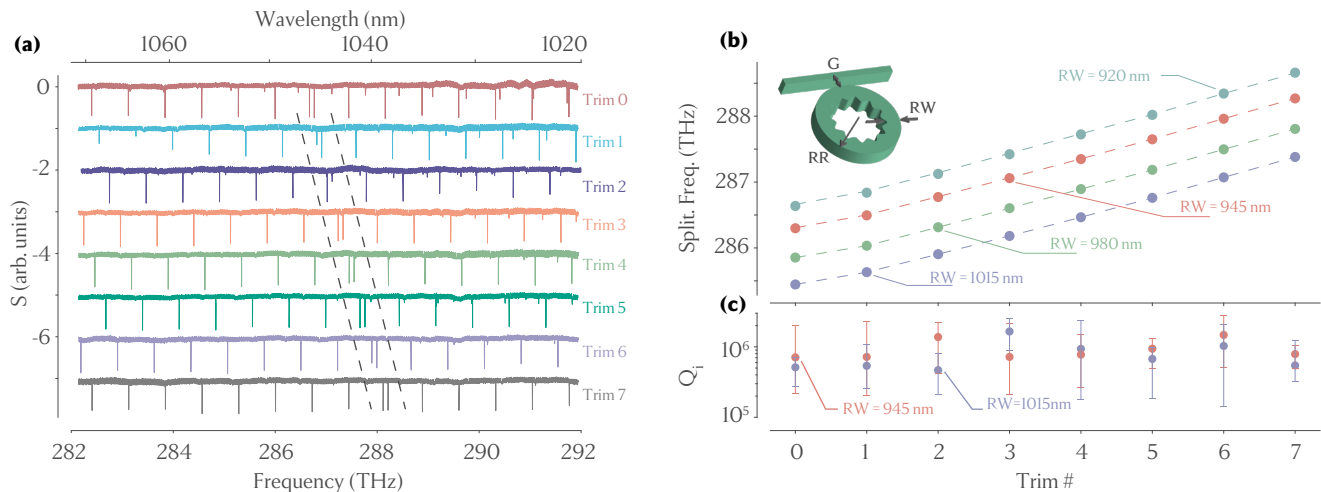 Wavelength (nm)
(a)
1060
1040
1020
S (arb. units)
0
-2
-4
-6
Trim 0
Trim 1
Trim 2
Trim 3
Trim 4
Trim 5
Trim 6
Trim 7
282
284
286
288
290
292
Frequency (THz)
(b)
Split. Freq. (THz)
288
287
286
G
RW
RR
RW = 920 nm
RW = 945 nm
RW = 980 nm
RW = 1015 nm
(c)
Qi
10⁶
10⁵
RW = 945 nm
RW=1015nm
0
1
2
3
4
5
6
7
Trim #